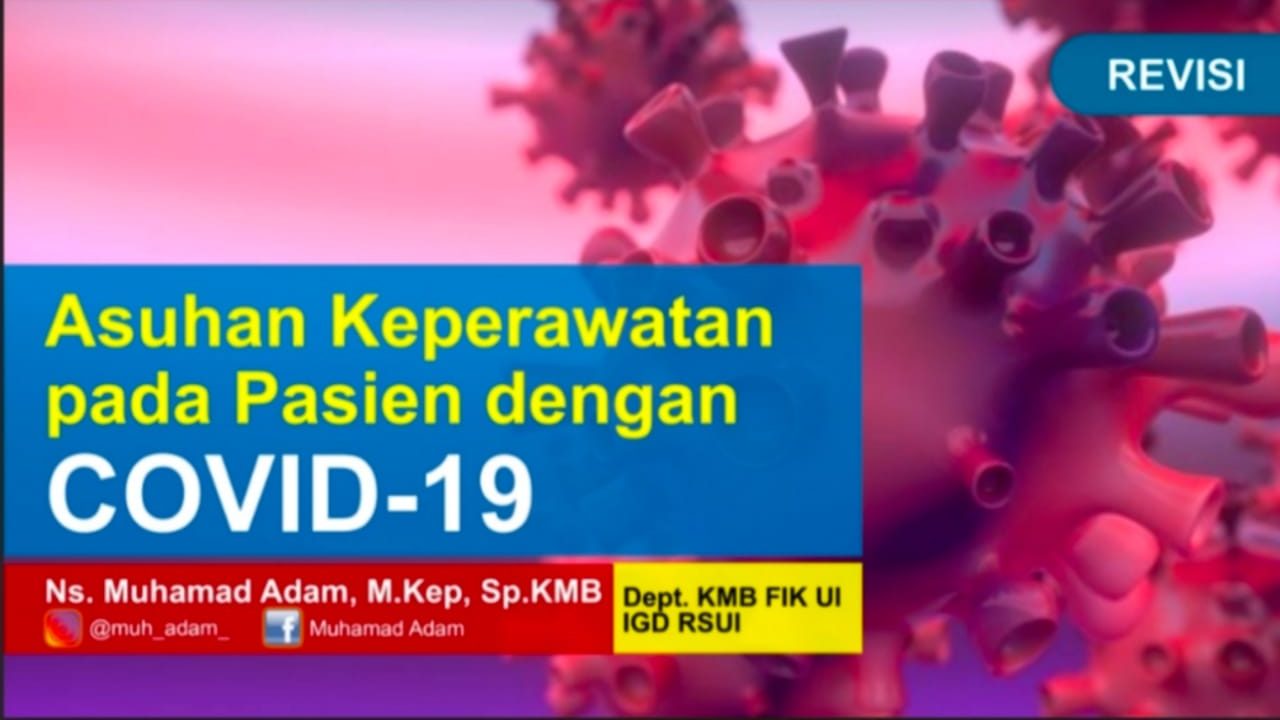 REVISI
Asuhan Keperawatan
pada Pasien dengan
COVID-19
Ns. Muhamad Adam, M.Kep, Sp.KMB
@muh_adam_
Muhamad Adam
Dept. KMB FIK UI
IGD RSUI